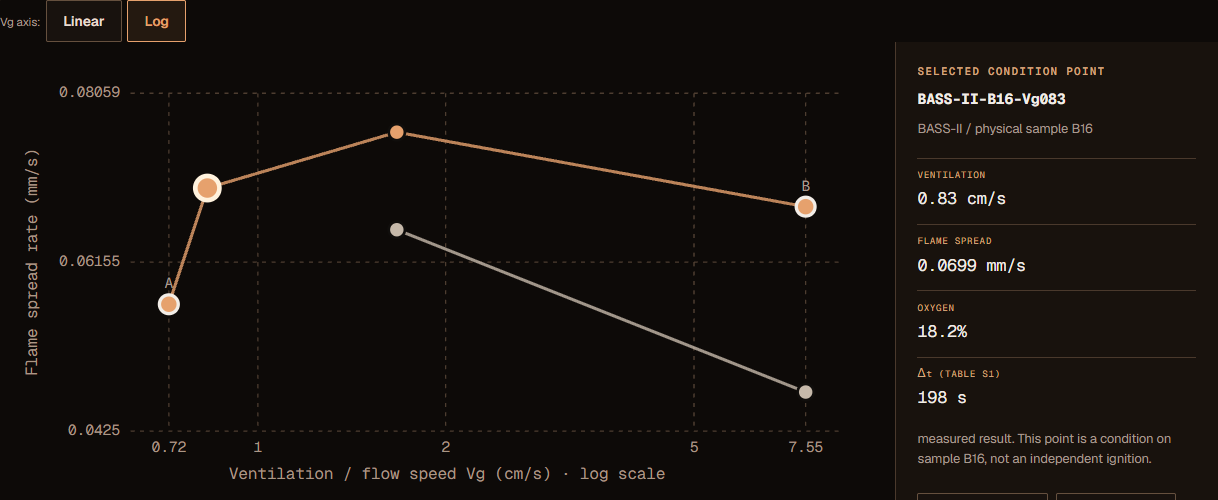 Vg axis: Linear Log
0.08059
0.06155
0.0425
Flame spread rate (mm/s)
A
B
0.72 1 2 5 7.55
Ventilation / flow speed Vg (cm/s) · log scale
SELECTED CONDITION POINT
BASS-II-B16-Vg083
BASS-II / physical sample B16
VENTILATION
0.83 cm/s
FLAME SPREAD
0.0699 mm/s
OXYGEN
18.2%
Δt (TABLE S1)
198 s
measured result. This point is a condition on
sample B16, not an independent ignition.